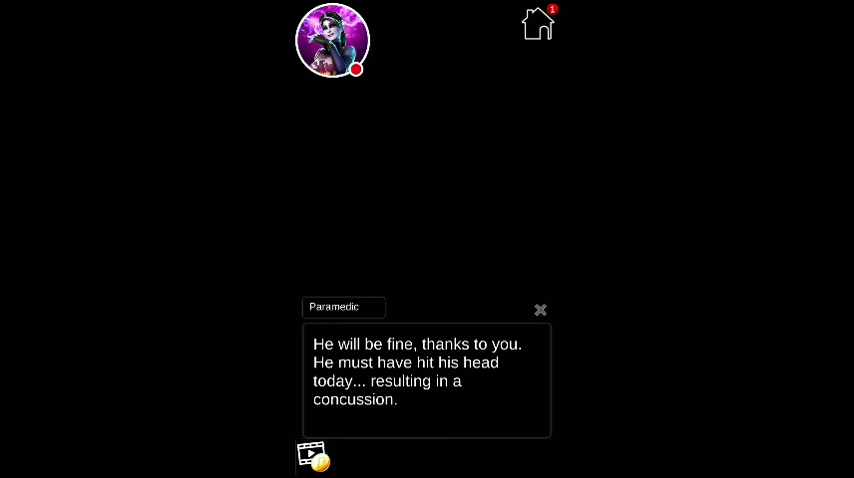 1
Paramedic
He will be fine, thanks to you.
He must have hit his head
today... resulting in a
concussion.